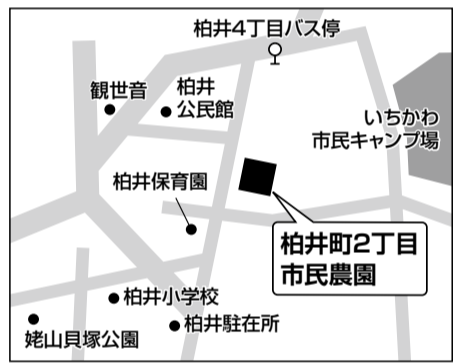 柏井4丁目バス停
観世音
柏井
公民館
いちかわ
市民キャンプ場
柏井保育園
柏井町2丁目
市民農園
柏井小学校
柏井駐在所
姥山貝塚公園